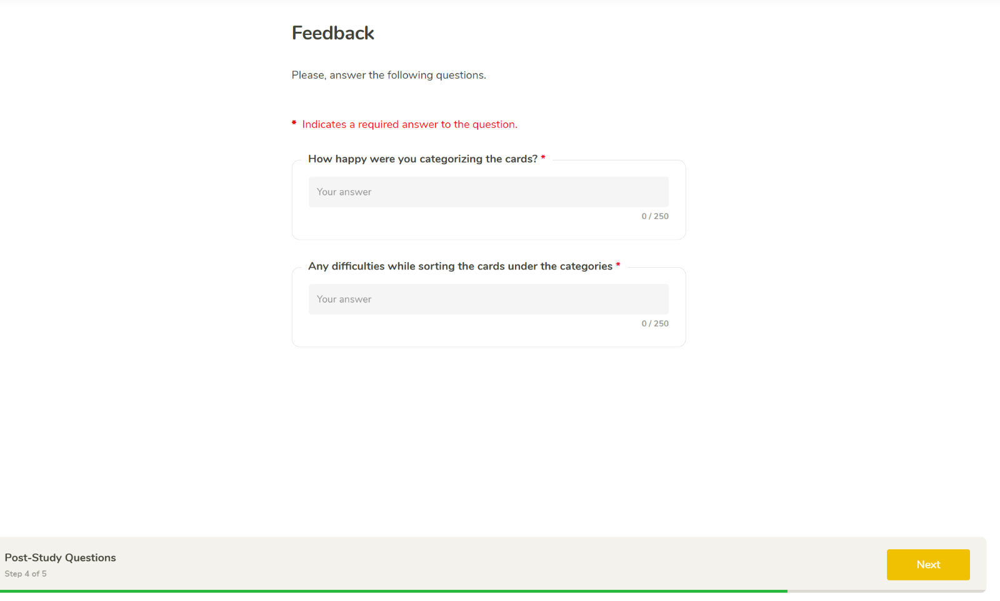 Feedback
Please, answer the following questions.
* Indicates a required answer to the question.
How happy were you categorizing the cards? *
Your answer
0 / 250
Any difficulties while sorting the cards under the categories *
Your answer
0 / 250
Post-Study Questions
Step 4 of 5
Next